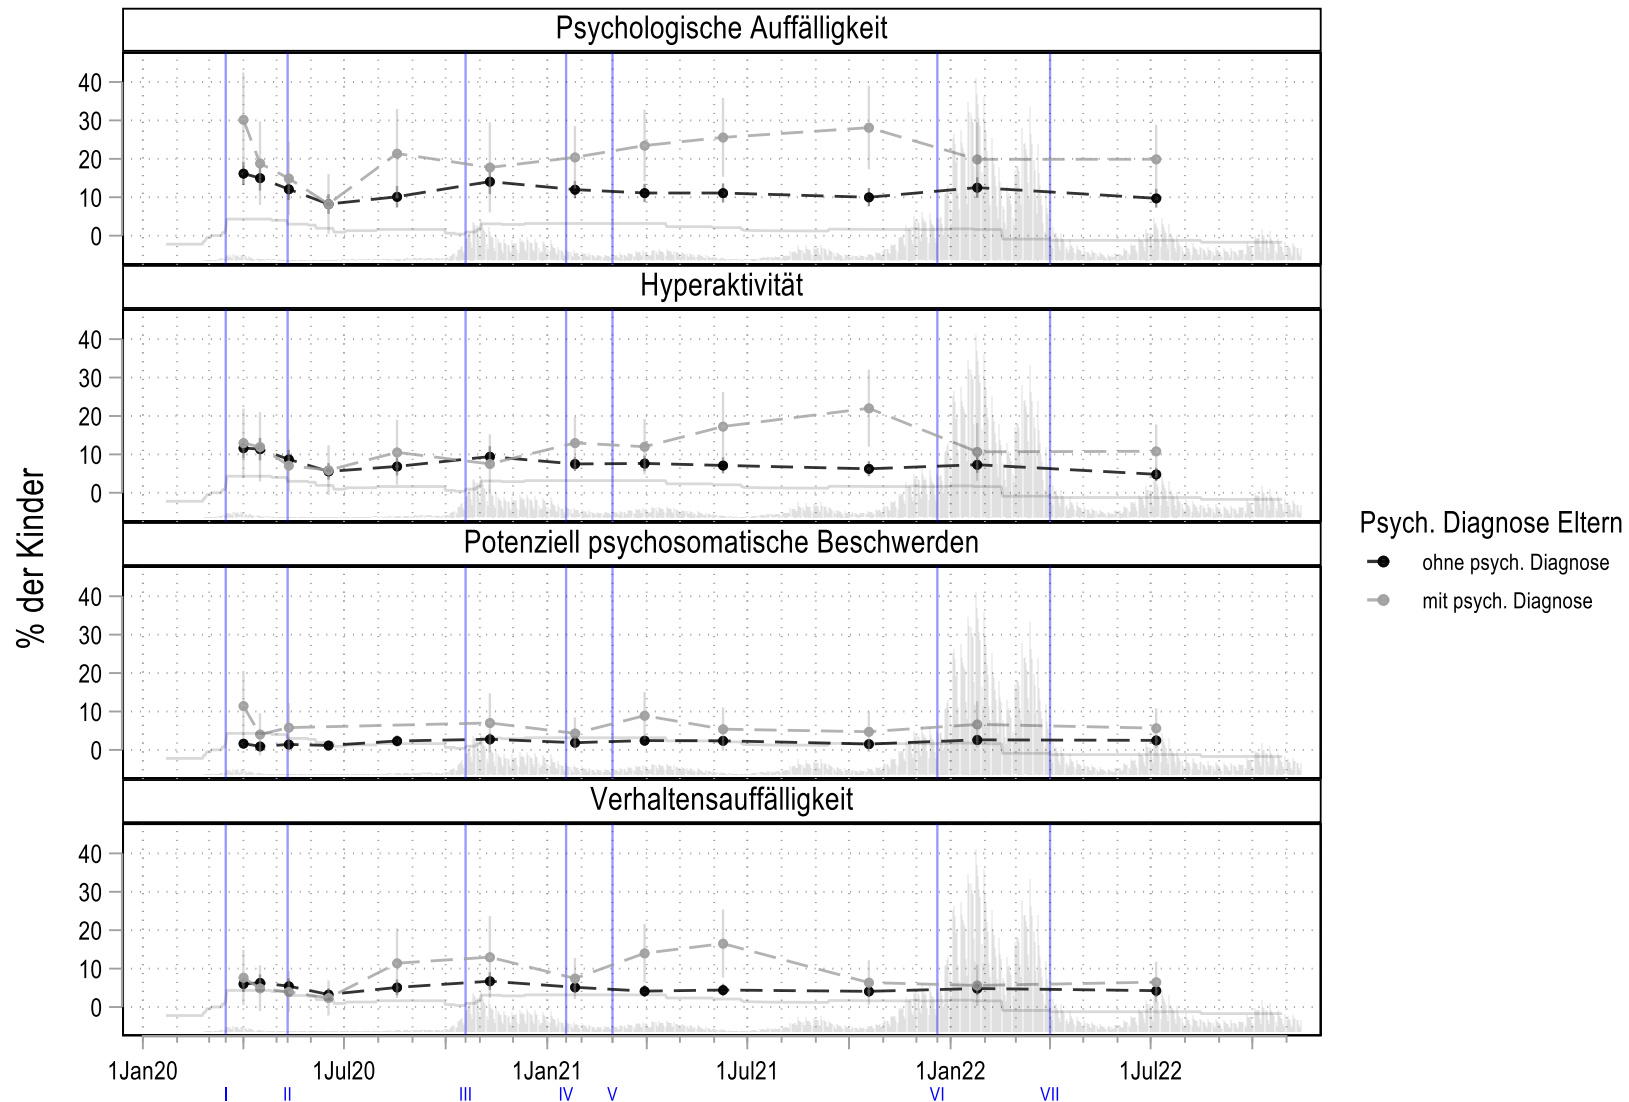 Psychologische Auffälligkeit
40
30
20
10
0
Hyperaktivität
40
30
20
10
0
Potenziell psychosomatische Beschwerden
40
30
20
10
0
Verhaltensauffälligkeit
40
30
20
10
0
% der Kinder
1Jan20 1Jul20 1Jan21 1Jul21 1Jan22 1Jul22
I II III IV V VI VII
Psych. Diagnose Eltern
ohne psych. Diagnose
mit psych. Diagnose